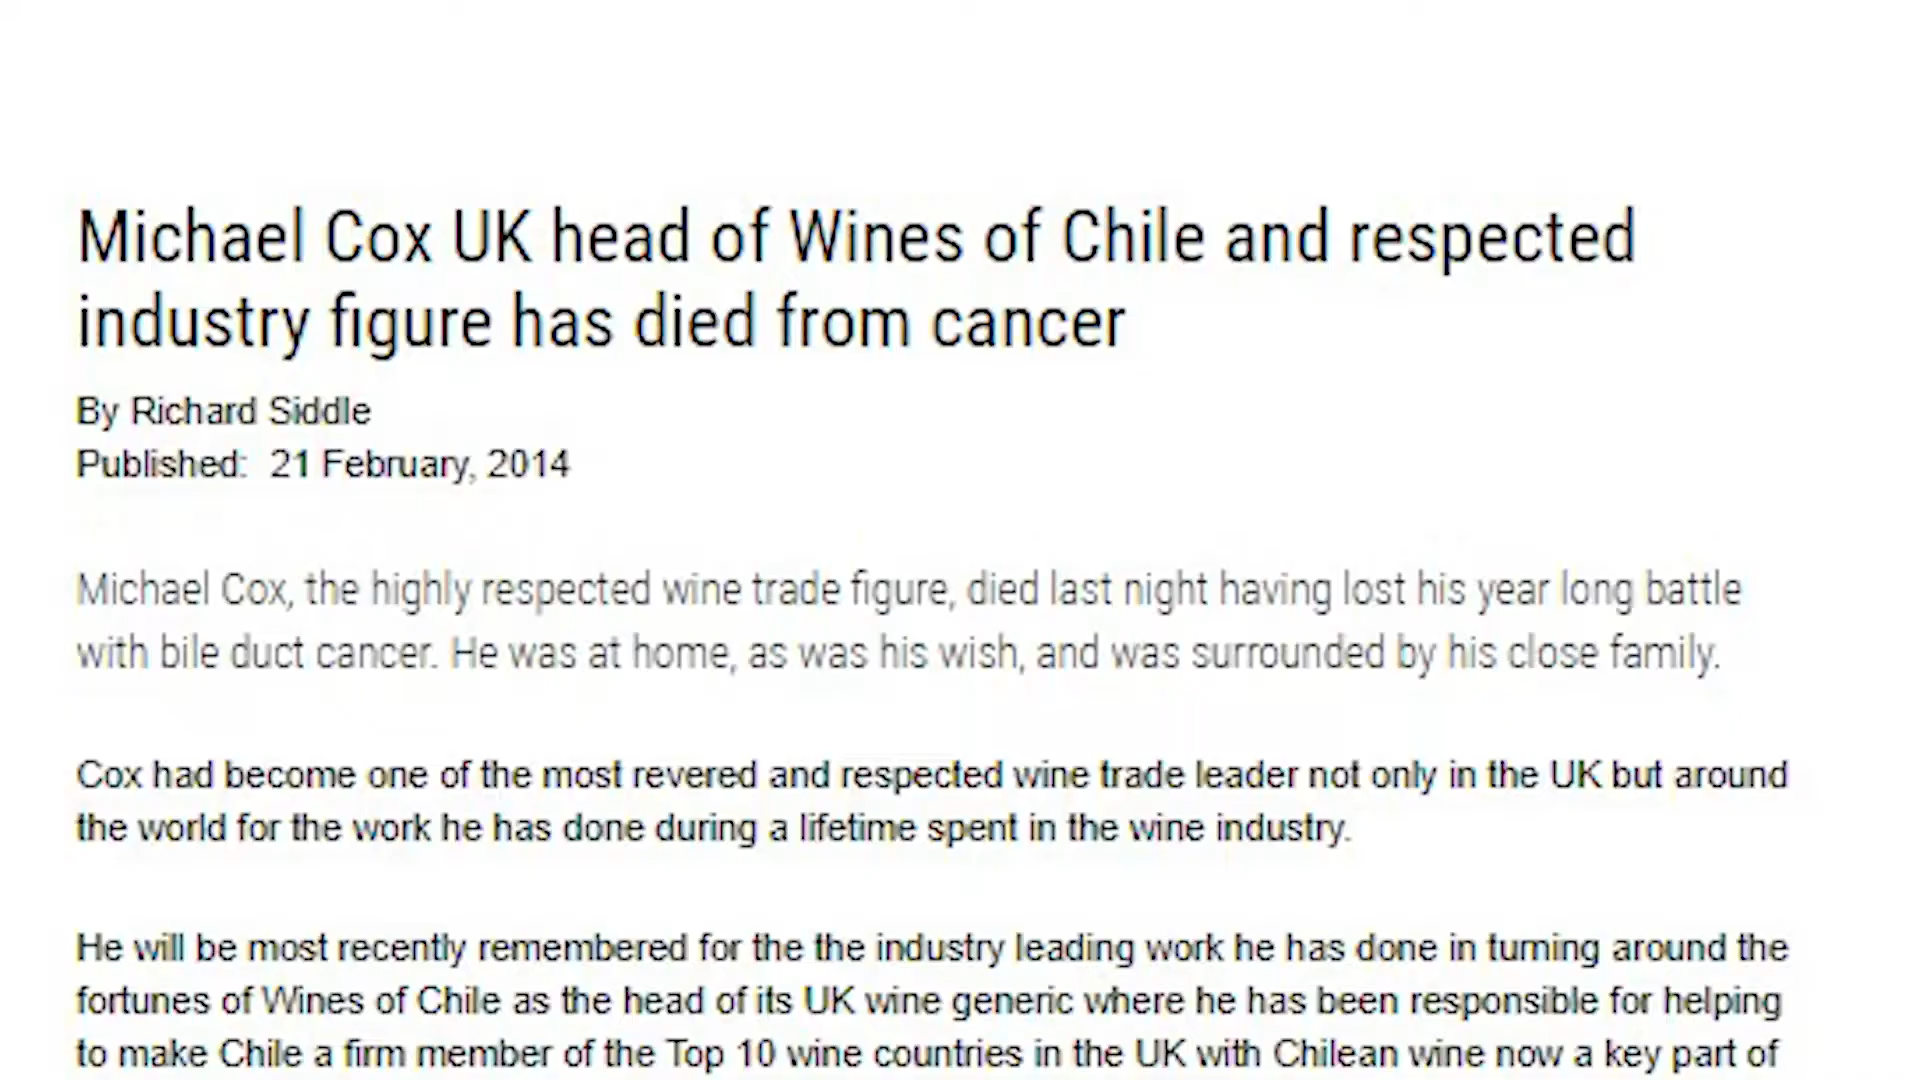 Michael Cox UK head of Wines of Chile and respected
industry figure has died from cancer
By Richard Siddle
Published: 21 February, 2014
Michael Cox, the highly respected wine trade figure, died last night having lost his year long battle
with bile duct cancer. He was at home, as was his wish, and was surrounded by his close family.
Cox had become one of the most revered and respected wine trade leader not only in the UK but around
the world for the work he has done during a lifetime spent in the wine industry.
He will be most recently remembered for the the industry leading work he has done in turning around the
fortunes of Wines of Chile as the head of its UK wine generic where he has been responsible for helping
to make Chile a firm member of the Top 10 wine countries in the UK with Chilean wine now a key part of